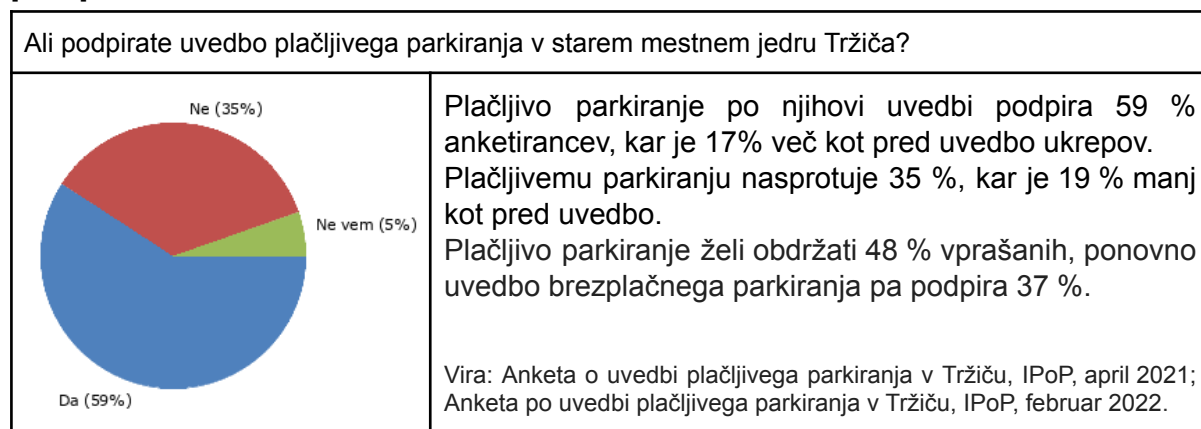 Ali podpirate uvedbo plačljivega parkiranja v starem mestnem jedru Tržiča?
Ne (35%)
Ne vem (5%)
Da (59%)
Plačljivo parkiranje po njihovi uvedbi podpira 59 %
anketirancev, kar je 17% več kot pred uvedbo ukrepov.
Plačljivemu parkiranju nasprotuje 35 %, kar je 19 % manj
kot pred uvedbo.
Plačljivo parkiranje želi obdržati 48 % vprašanih, ponovno
uvedbo brezplačnega parkiranja pa podpira 37 %.
Vira: Anketa o uvedbi plačljivega parkiranja v Tržiču, IPoP, april 2021;
Anketa po uvedbi plačljivega parkiranja v Tržiču, IPoP, februar 2022.